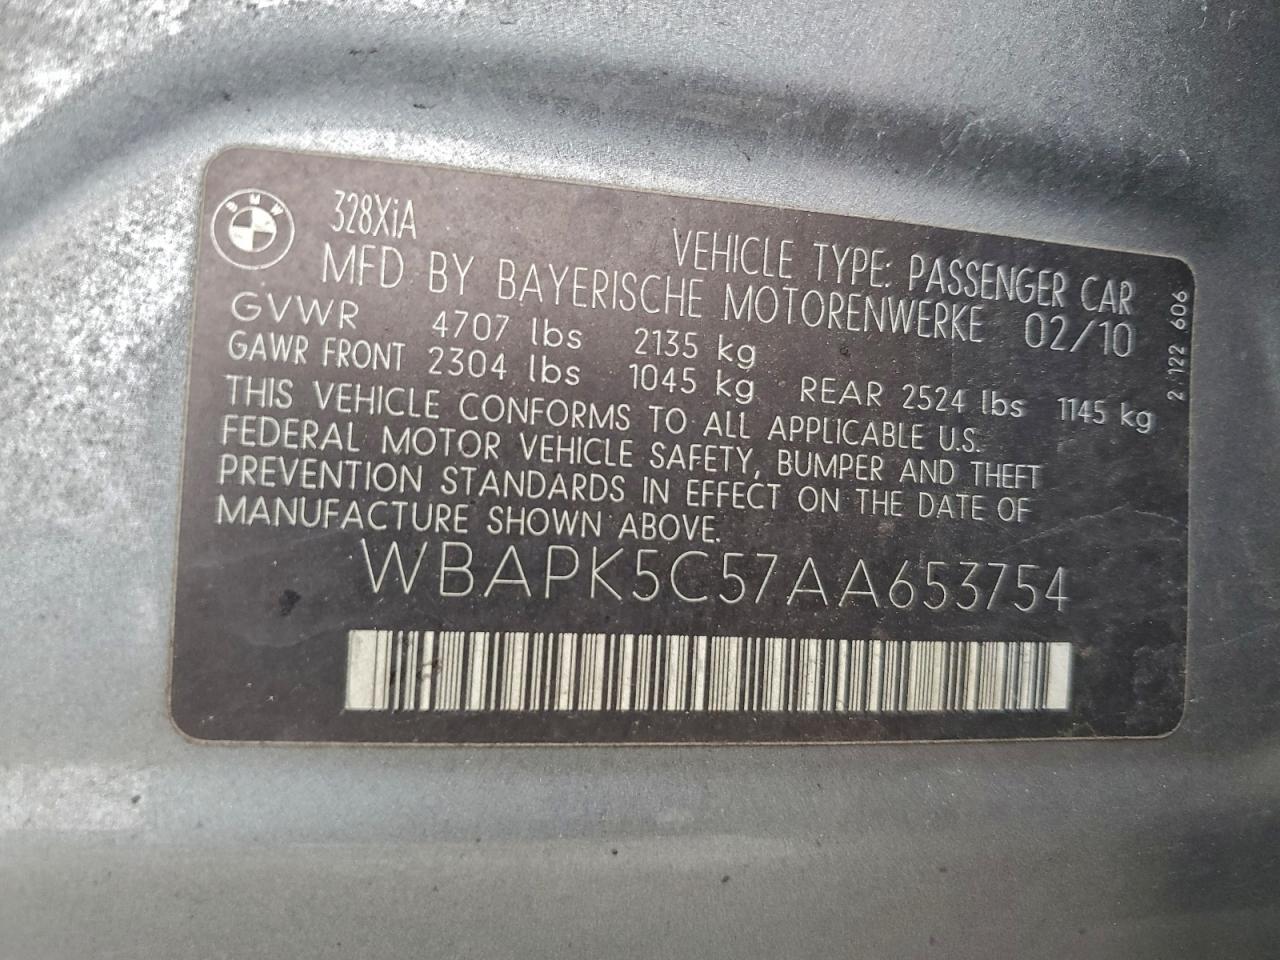 BMW
328XiA
VEHICLE TYPE: PASSENGER CAR
MFD BY BAYERISCHE MOTORENWERKE 02/10
GVWR 4707 lbs 2135 kg
GAWR FRONT 2304 lbs 1045 kg REAR 2524 lbs 1145 kg
THIS VEHICLE CONFORMS TO ALL APPLICABLE U.S.
FEDERAL MOTOR VEHICLE SAFETY, BUMPER AND THEFT
PREVENTION STANDARDS IN EFFECT ON THE DATE OF
MANUFACTURE SHOWN ABOVE.
WBAPK5C57AA653754
2 122 606